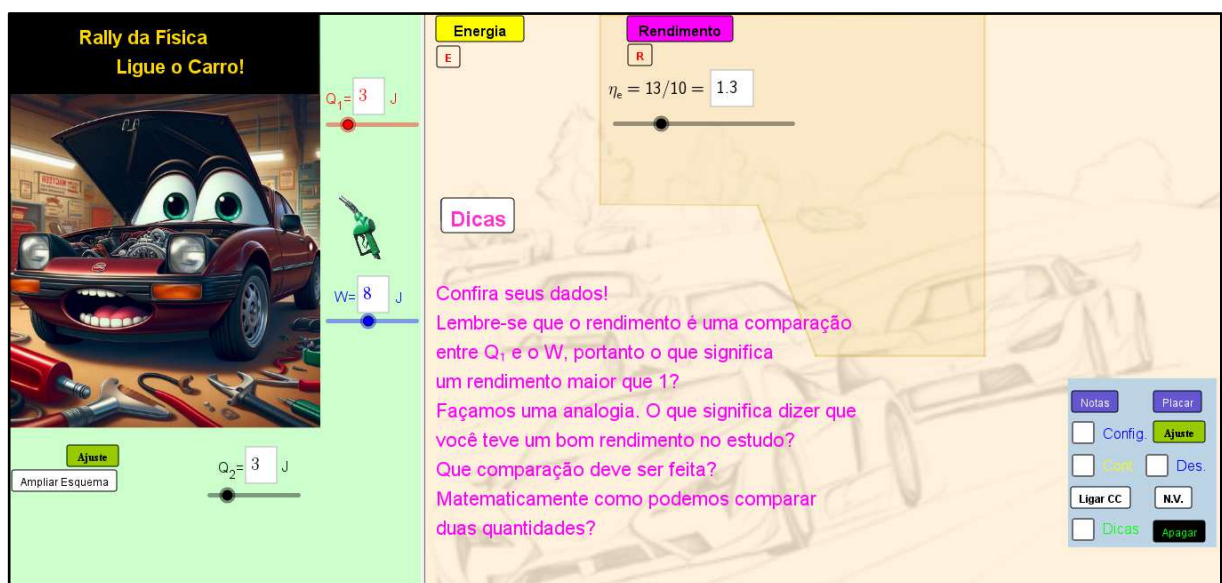 Rally da Física
Ligue o Carro!
Q₁= 3 J
W= 8 J
Ajuste
Ampliar Esquema
Q₂= 3 J
Energia
E
Rendimento
R
ηₑ = 13/10 = 1.3
Dicas
Confira seus dados!
Lembre-se que o rendimento é uma comparação
entre Q₁ e o W, portanto o que significa
um rendimento maior que 1?
Façamos uma analogia. O que significa dizer que
você teve um bom rendimento no estudo?
Que comparação deve ser feita?
Matematicamente como podemos comparar
duas quantidades?
Notas Placar
Config. Ajuste
Cont. Des.
Ligar CC N.V.
Dicas Apagar